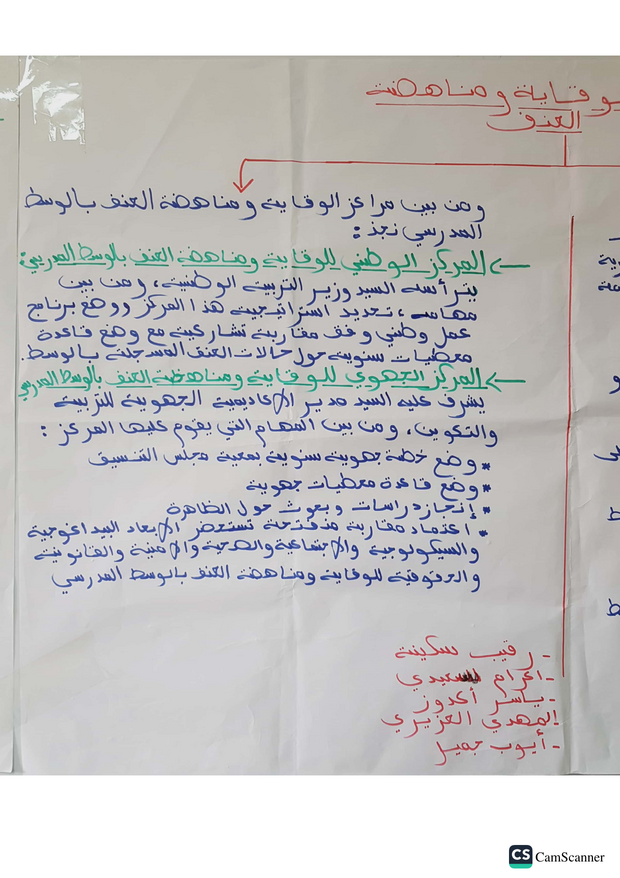 وقاية ومناهضة
العنف
ومن بين مراكز الوقاية ومناهضة العنف بالوسط
المدرسي نجد:
المركز الوطني للوقاية ومناهضة العنف بالوسط المدرسي:
يترأسه السيد وزير التربية الوطنية، ومن بين
مهامه، تحديد استراتيجية هذا المركز ووضع برنامج
عمل وطني وفق مقاربة تشاركية مع وضع قاعدة
معطيات سنوية حول حالات العنف المسجلة بالوسط.
المركز الجهوي للوقاية ومناهضة العنف بالوسط المدرسي
يشرف عليه السيد مدير الأكاديمية الجهوية للتربية
والتكوين، ومن بين المهام التي يقوم عليها المركز:
* وضع خطة جهوية سنوية بمعية مجلس التنسيق
* وضع قاعدة معطيات جهوية
* إنجاز دراسات وبعوث حول الظاهرة
* اعتماد مقاربة مندمجة تستحضر الأبعاد البيداغوجية
والسيكولوجية والاجتماعية والصحية والأمنية والقانونية
والحقوقية للوقاية ومناهضة العنف بالوسط المدرسي
- رقيب سكينة
- اكرام السعيدي
- ياسر أكدوز
- المهدي العزيري
- أيوب جميل
CS CamScanner